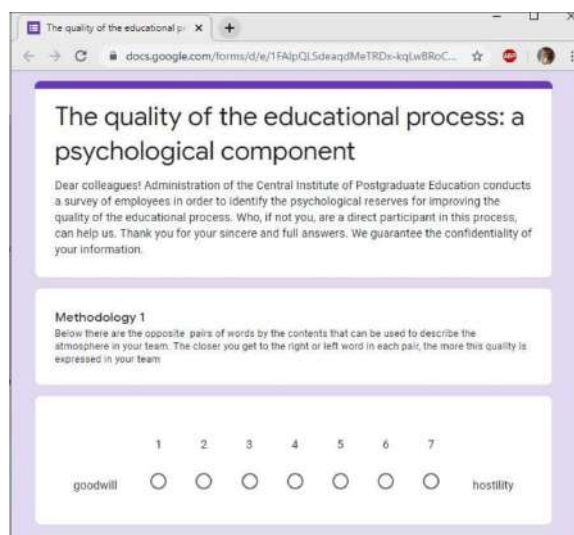 The quality of the educational pr
docs.google.com/forms/d/e/1FAIpQLSdeaqdMeTRDx-kqLwBRoC...
ABP
The quality of the educational process: a
psychological component
Dear colleagues! Administration of the Central Institute of Postgraduate Education conducts
a survey of employees in order to identify the psychological reserves for improving the
quality of the educational process. Who, if not you, are a direct participant in this process,
can help us. Thank you for your sincere and full answers. We guarantee the confidentiality of
your information.
Methodology 1
Below there are the opposite pairs of words by the contents that can be used to describe the
atmosphere in your team. The closer you get to the right or left word in each pair, the more this quality is
expressed in your team
1 2 3 4 5 6 7
goodwill hostility